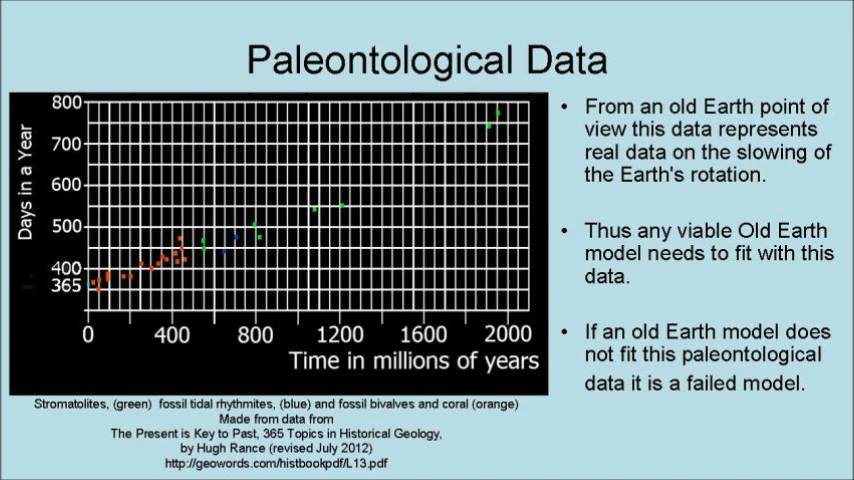 Paleontological Data
800
700
600
500
400
365
Days in a Year
0
400
800
1200
1600
2000
Time in millions of years
Stromatolites, (green) fossil tidal rhythmites, (blue) and fossil bivalves and coral (orange)
Made from data from
The Present is Key to Past, 365 Topics in Historical Geology,
by Hugh Rance (revised July 2012)
http://geowords.com/histbookpdf/L13.pdf
• From an old Earth point of
view this data represents
real data on the slowing of
the Earth's rotation.
• Thus any viable Old Earth
model needs to fit with this
data.
• If an old Earth model does
not fit this paleontological
data it is a failed model.